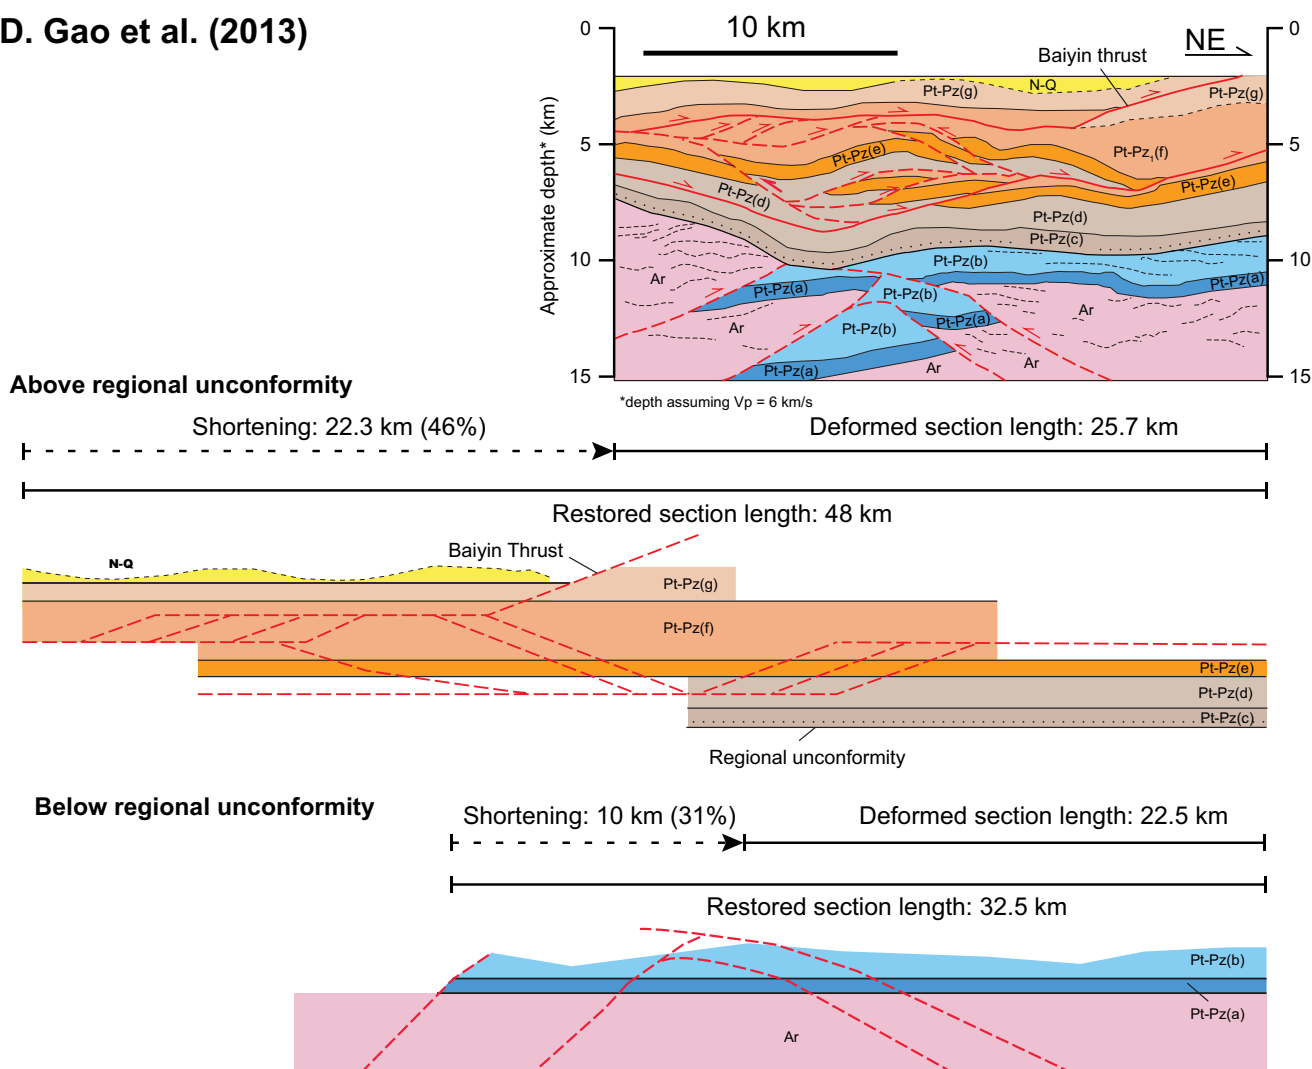 D. Gao et al. (2013)
10 km
NE
Baiyin thrust
0
0
5
5
10
10
15
15
Approximate depth* (km)
N-Q
Pt-Pz(g)
Pt-Pz(g)
Pt-Pz₁(f)
Pt-Pz(e)
Pt-Pz(e)
Pt-Pz(d)
Pt-Pz(d)
Pt-Pz(c)
Pt-Pz(b)
Ar
Pt-Pz(a)
Pt-Pz(b)
Pt-Pz(a)
Ar
Pt-Pz(b)
Pt-Pz(a)
Ar
Pt-Pz(a)
Ar
Ar
*depth assuming Vp = 6 km/s
Above regional unconformity
Shortening: 22.3 km (46%)
Deformed section length: 25.7 km
Restored section length: 48 km
Baiyin Thrust
N-Q
Pt-Pz(g)
Pt-Pz(f)
Pt-Pz(e)
Pt-Pz(d)
Pt-Pz(c)
Regional unconformity
Below regional unconformity
Shortening: 10 km (31%)
Deformed section length: 22.5 km
Restored section length: 32.5 km
Pt-Pz(b)
Pt-Pz(a)
Ar